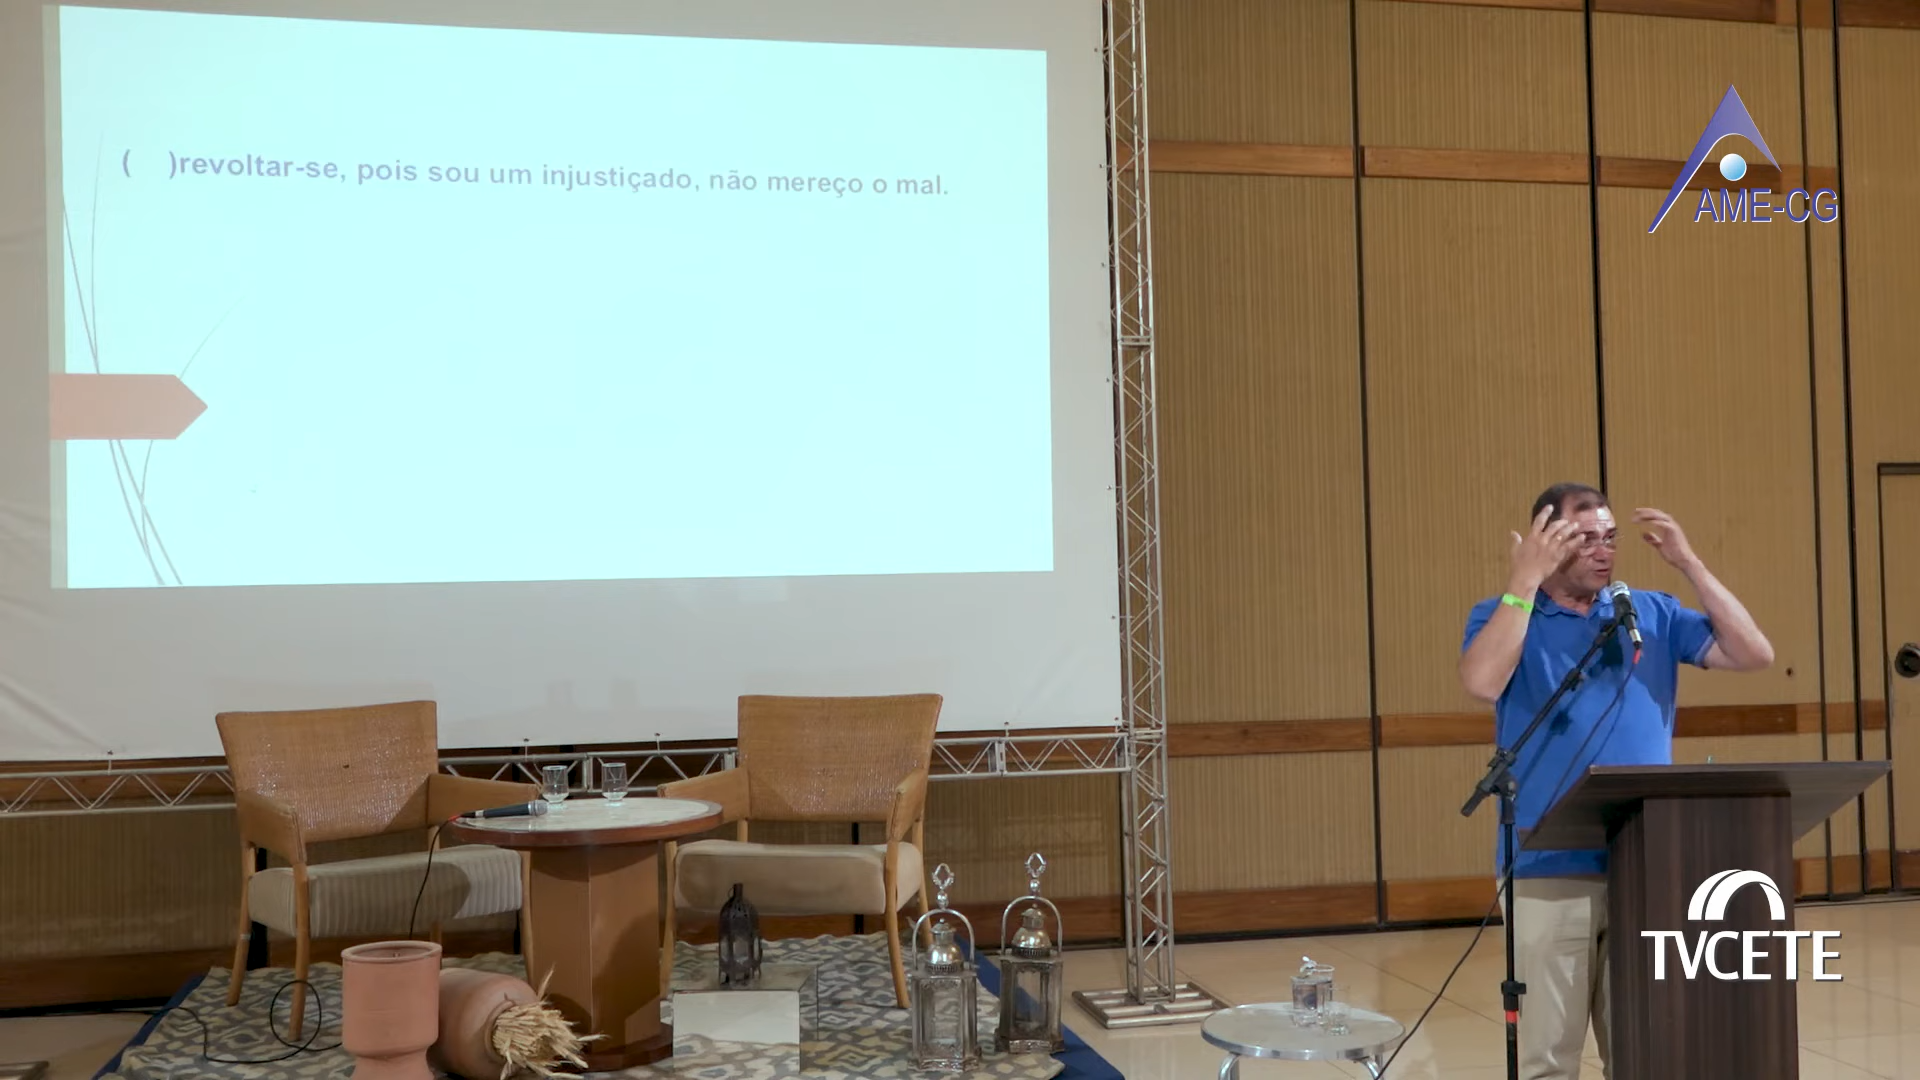 (    )revoltar-se, pois sou um injustiçado, não mereço o mal.
AME-CG
TVCETE